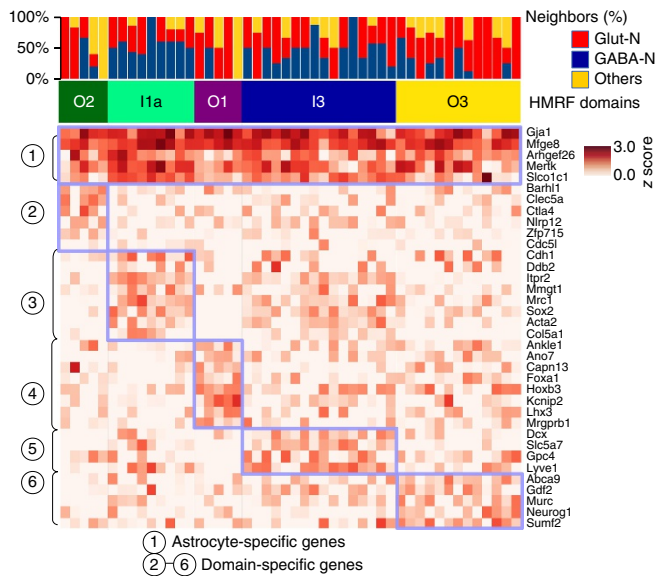 100%
50%
0%
Neighbors (%)
Glut-N
GABA-N
Others
O2
I1a
O1
I3
O3
HMRF domains
1
2
3
4
5
6
Gja1
Mfge8
Arhgef26
Mertk
Slco1c1
Barhl1
Clec5a
Ctla4
Nlrp12
Zfp715
Cdc5l
Cdh1
Ddb2
Itpr2
Mmgt1
Mrc1
Sox2
Acta2
Col5a1
Ankle1
Ano7
Capn13
Foxa1
Hoxb3
Kcnip2
Lhx3
Mrgprb1
Dcx
Slc5a7
Gpc4
Lyve1
Abca9
Gdf2
Murc
Neurog1
Sumf2
3.0
0.0
z score
1 Astrocyte-specific genes
2–6 Domain-specific genes